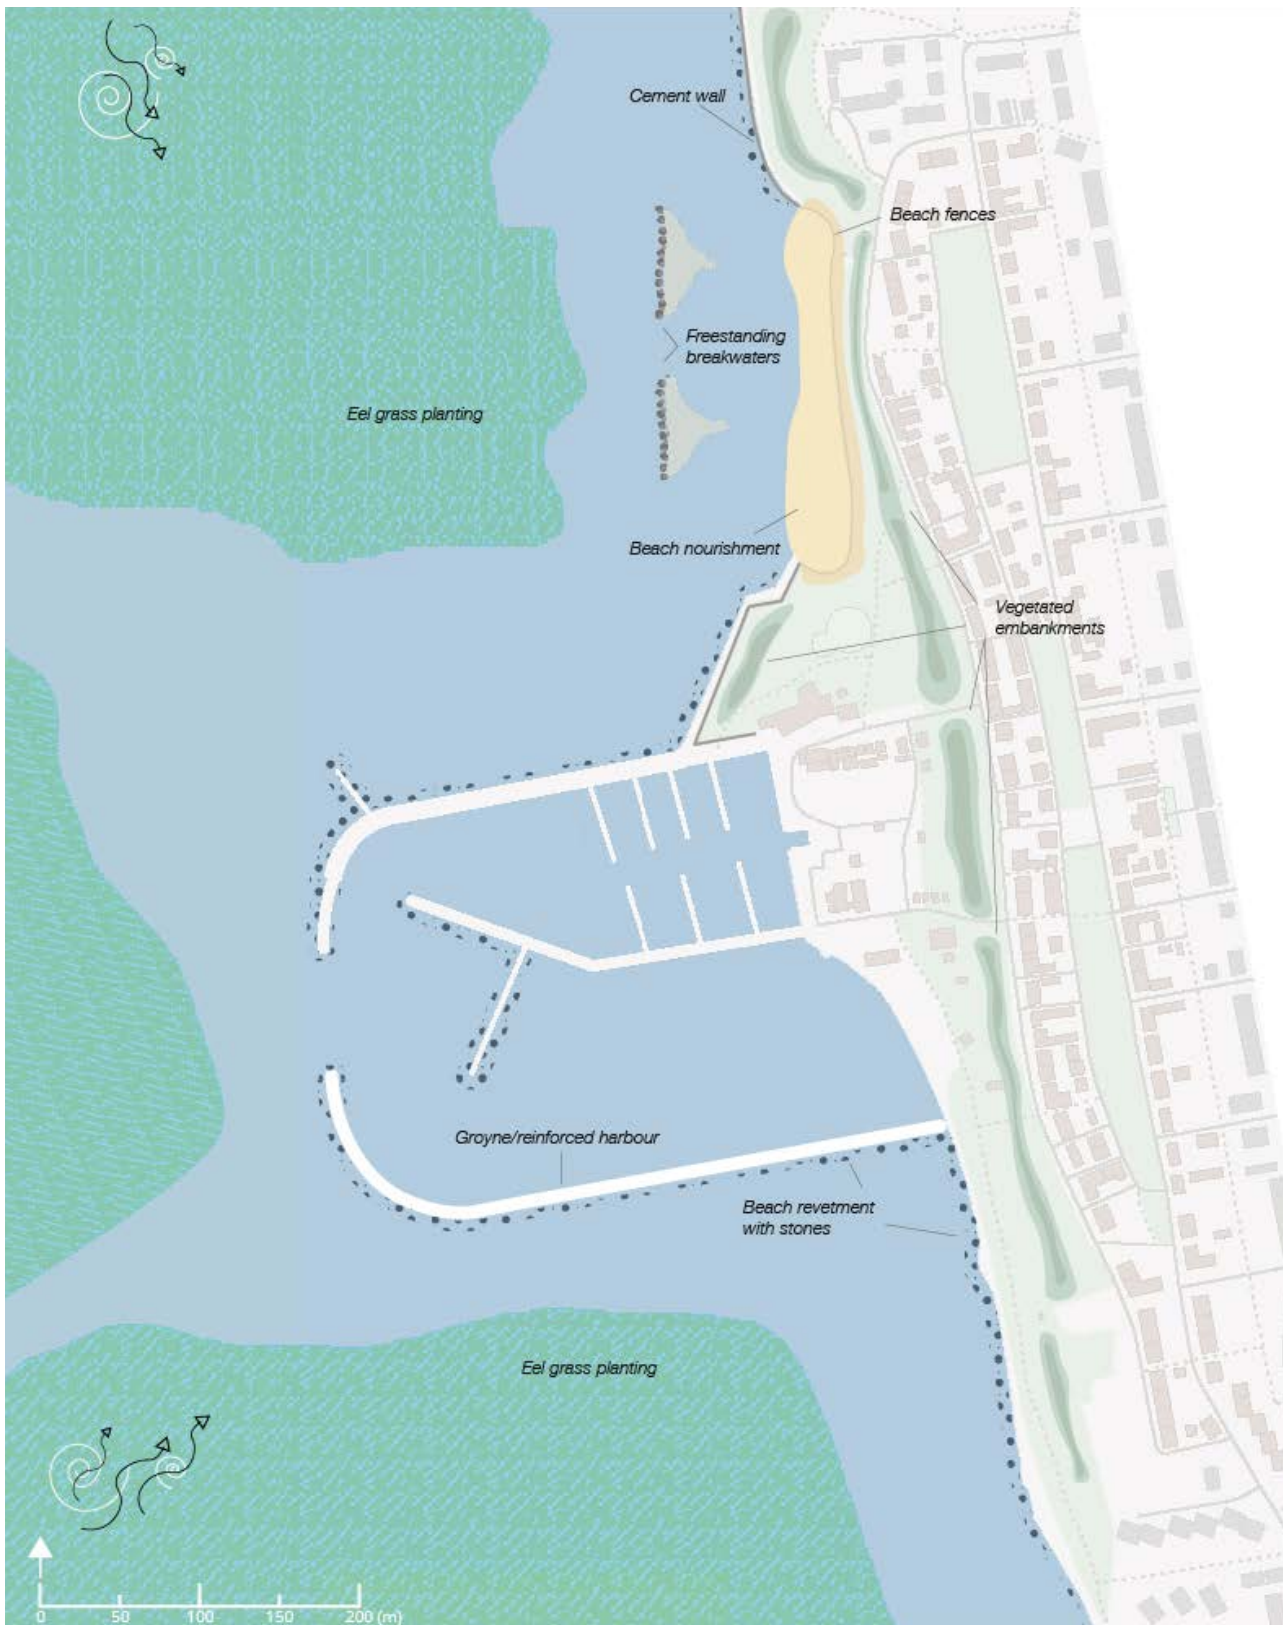 Cement wall
Beach fences
Freestanding
breakwaters
Eel grass planting
Beach nourishment
Vegetated
embankments
Groyne/reinforced harbour
Beach revetment
with stones
Eel grass planting
0 50 100 150 200 (m)